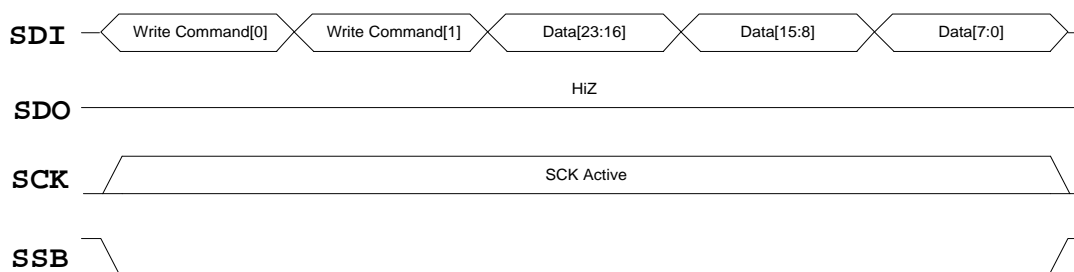 SDI Write Command[0] Write Command[1] Data[23:16] Data[15:8] Data[7:0]
HiZ
SDO
SCK SCK Active
SSB